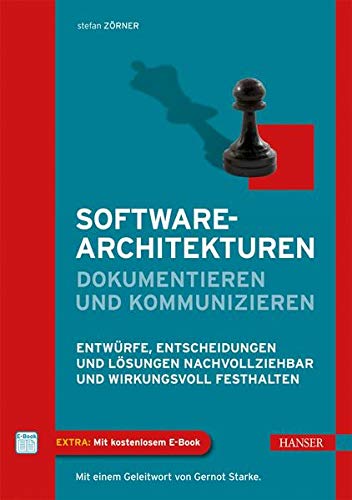 stefan ZÖRNER
SOFTWARE-
ARCHITEKTUREN
DOKUMENTIEREN
UND KOMMUNIZIEREN
ENTWÜRFE, ENTSCHEIDUNGEN
UND LÖSUNGEN NACHVOLLZIEHBAR
UND WIRKUNGSVOLL FESTHALTEN
E-Book
EXTRA: Mit kostenlosem E-Book
HANSER
Mit einem Geleitwort von Gernot Starke.